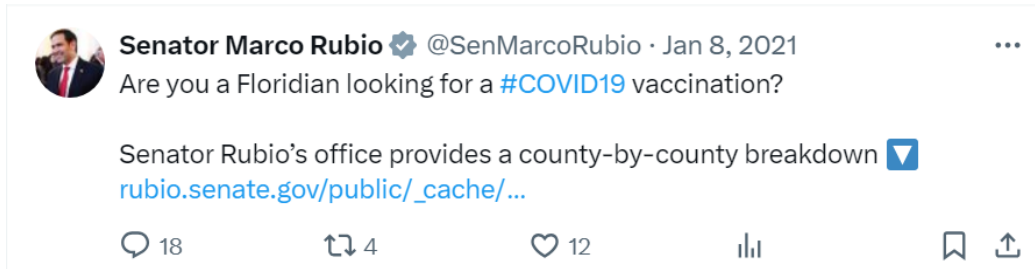 Senator Marco Rubio @SenMarcoRubio · Jan 8, 2021
Are you a Floridian looking for a #COVID19 vaccination?
Senator Rubio’s office provides a county-by-county breakdown
rubio.senate.gov/public/_cache/…
18 4 12